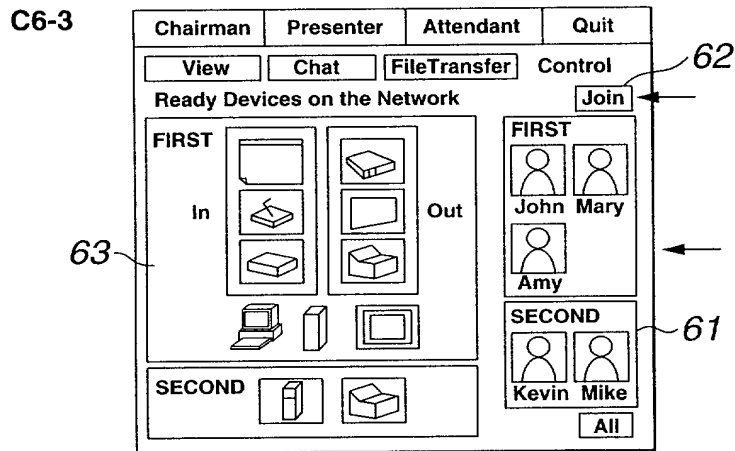 C6-3
Chairman Presenter Attendant Quit
62
View Chat FileTransfer Control
Ready Devices on the Network Join
FIRST
In Out
63
SECOND
FIRST
John Mary
Amy
SECOND
61
Kevin Mike
All